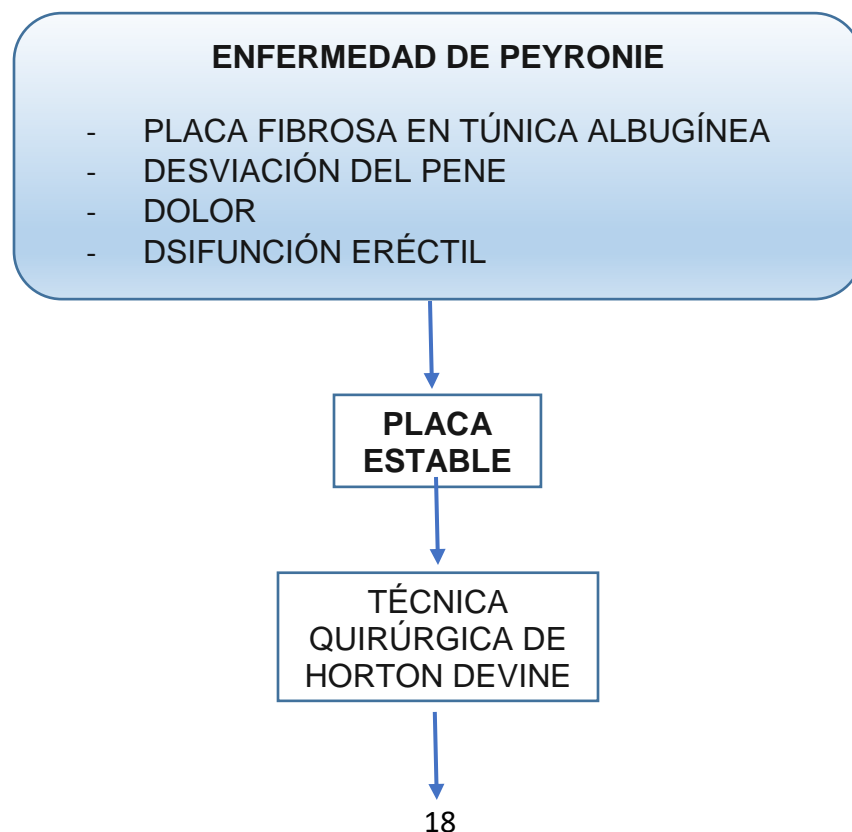 ENFERMEDAD DE PEYRONIE
- PLACA FIBROSA EN TÚNICA ALBUGÍNEA
- DESVIACIÓN DEL PENE
- DOLOR
- DSIFUNCIÓN ERÉCTIL
PLACA
ESTABLE
TÉCNICA
QUIRÚRGICA DE
HORTON DEVINE
18